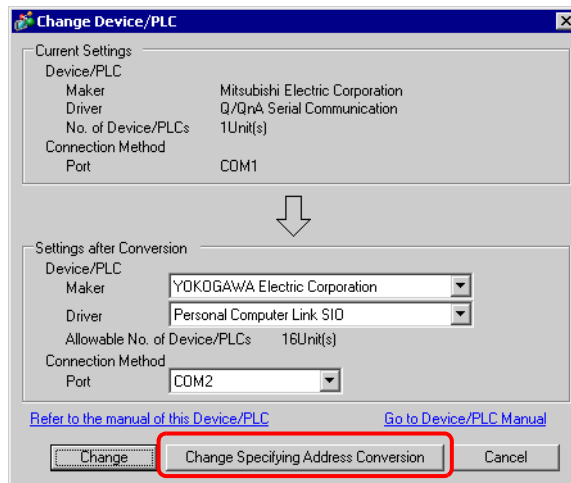 Change Device/PLC
Current Settings
Device/PLC
Maker Mitsubishi Electric Corporation
Driver Q/QnA Serial Communication
No. of Device/PLCs 1Unit(s)
Connection Method
Port COM1
Settings after Conversion
Device/PLC
Maker YOKOGAWA Electric Corporation
Driver Personal Computer Link SIO
Allowable No. of Device/PLCs 16Unit(s)
Connection Method
Port COM2
Refer to the manual of this Device/PLC Go to Device/PLC Manual
Change Change Specifying Address Conversion Cancel